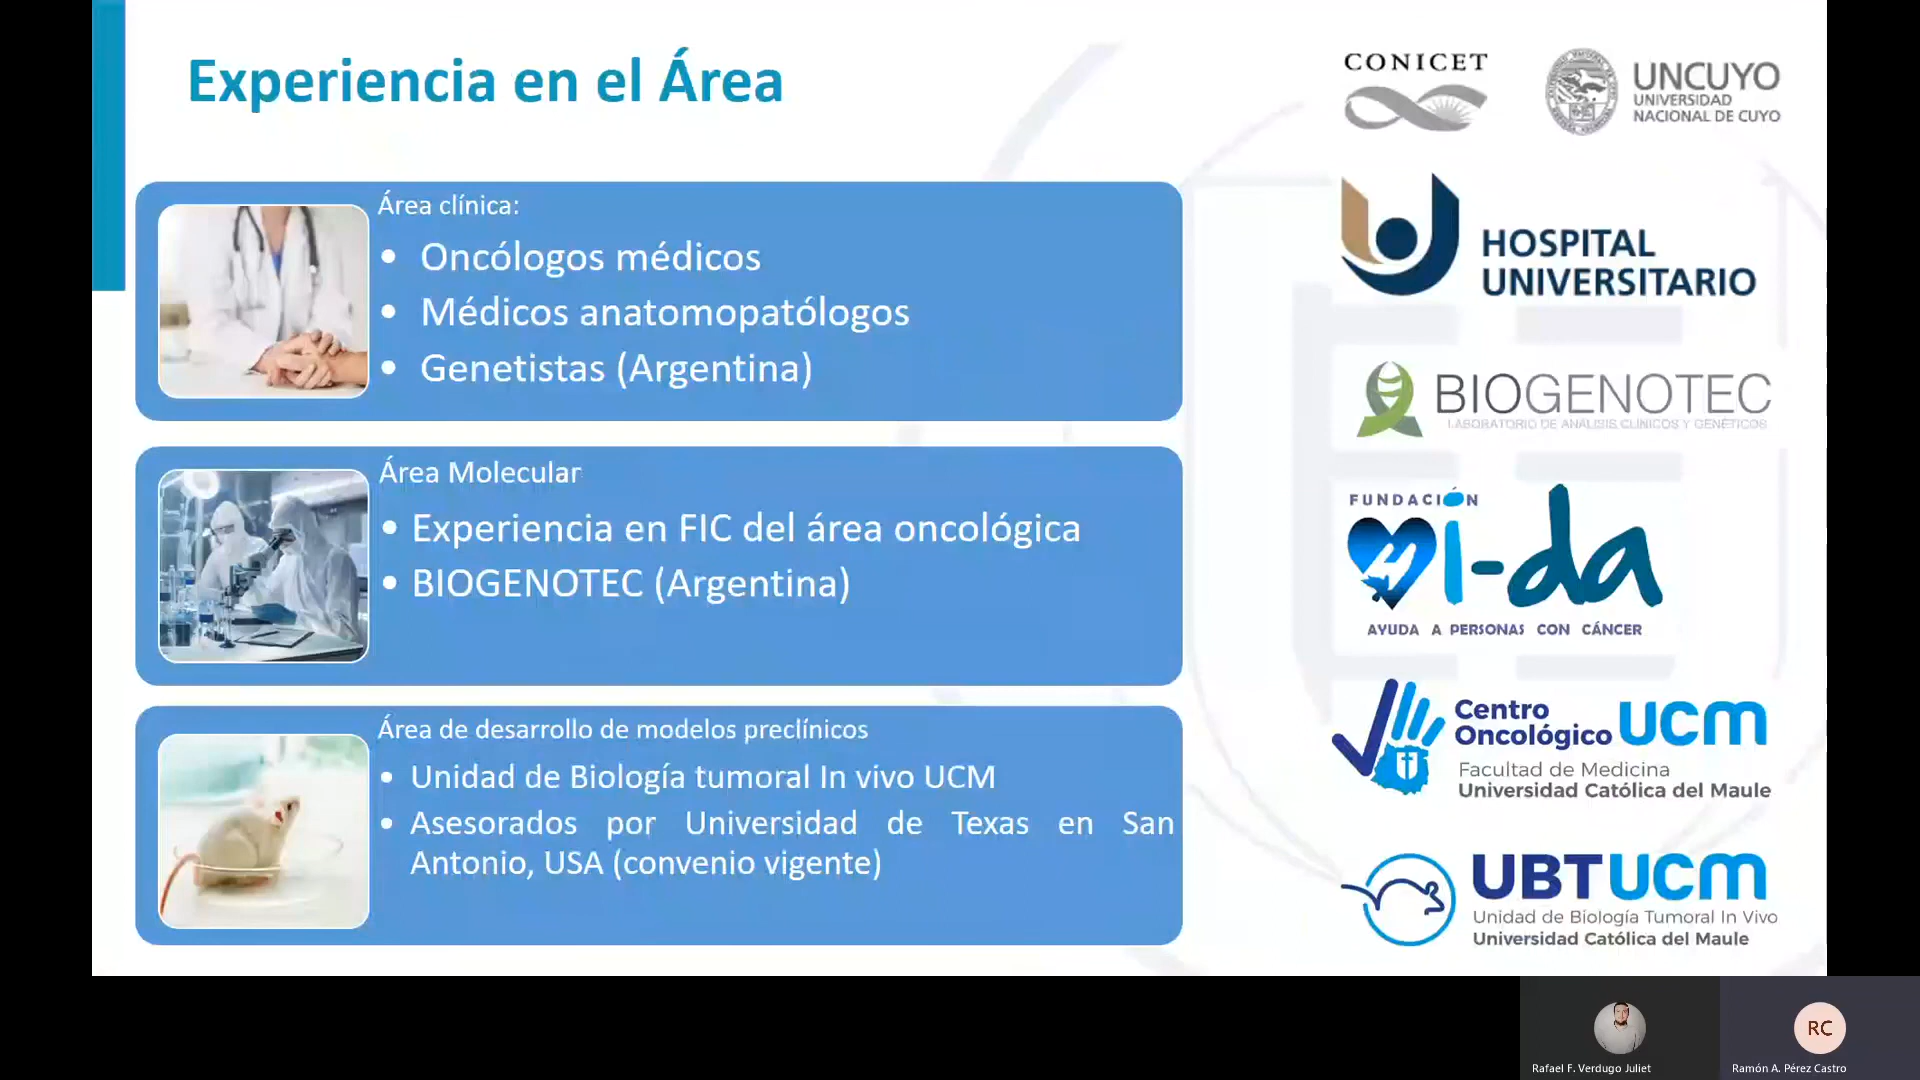 Experiencia en el Área
CONICET
UNCUYO
UNIVERSIDAD
NACIONAL DE CUYO
Área clínica:
• Oncólogos médicos
• Médicos anatomopatólogos
• Genetistas (Argentina)
HOSPITAL
UNIVERSITARIO
BIOGENOTEC
LABORATORIO DE ANÁLISIS CLÍNICOS Y GENÉTICOS
Área Molecular
• Experiencia en FIC del área oncológica
• BIOGENOTEC (Argentina)
FUNDACIÓN
VI-da
AYUDA A PERSONAS CON CÁNCER
Área de desarrollo de modelos preclínicos
• Unidad de Biología tumoral In vivo UCM
• Asesorados por Universidad de Texas en San
Antonio, USA (convenio vigente)
Centro
Oncológico UCM
Facultad de Medicina
Universidad Católica del Maule
UBTUCM
Unidad de Biología Tumoral In Vivo
Universidad Católica del Maule
RC
Rafael F. Verdugo Juliet
Ramón A. Pérez Castro